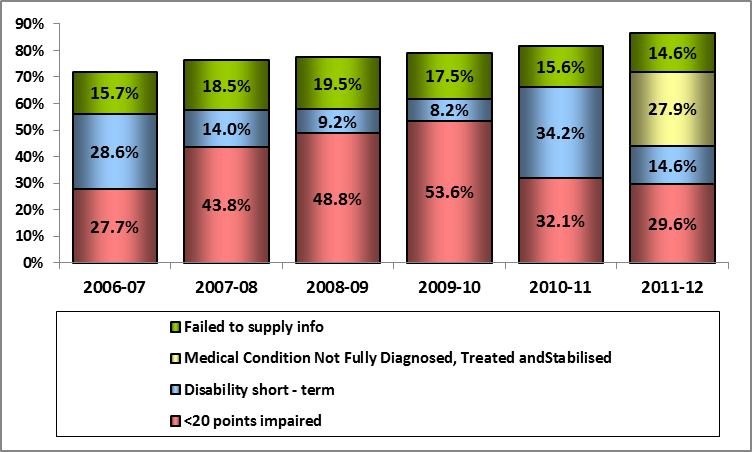 90%
80%
70%
60%
50%
40%
30%
20%
10%
0%
15.7% 18.5% 19.5% 17.5% 15.6% 14.6%
27.9%
28.6% 14.0% 9.2% 8.2% 34.2% 14.6%
27.7% 43.8% 48.8% 53.6% 32.1% 29.6%
2006-07 2007-08 2008-09 2009-10 2010-11 2011-12
Failed to supply info
Medical Condition Not Fully Diagnosed, Treated andStabilised
Disability short - term
<20 points impaired